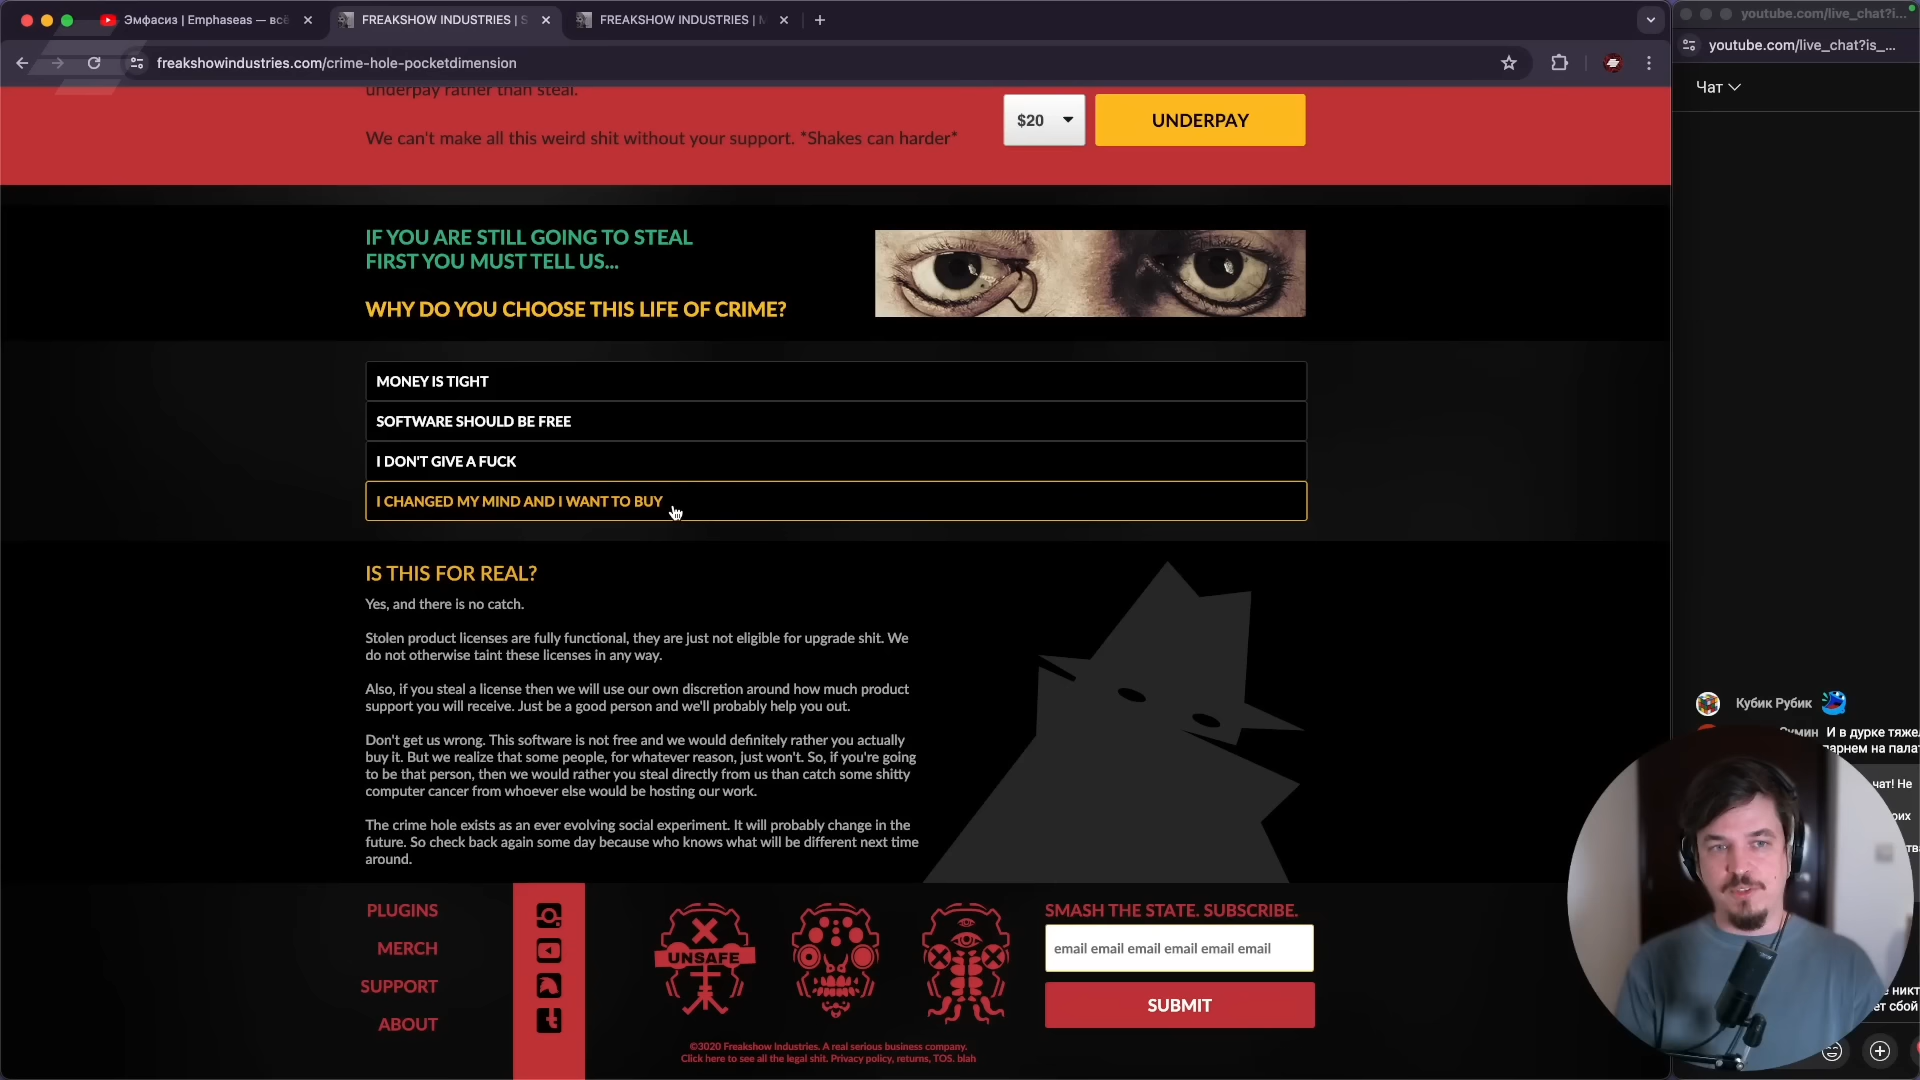 Эмфасиз | Emphaseas — всё
FREAKSHOW INDUSTRIES | S
FREAKSHOW INDUSTRIES | M
youtube.com/live_chat?i...
freakshowindustries.com/crime-hole-pocketdimension
youtube.com/live_chat?is_...
Чат
underpay rather than steal.
We can't make all this weird shit without your support. *Shakes can harder*
$20
UNDERPAY
IF YOU ARE STILL GOING TO STEAL
FIRST YOU MUST TELL US...
WHY DO YOU CHOOSE THIS LIFE OF CRIME?
MONEY IS TIGHT
SOFTWARE SHOULD BE FREE
I DON'T GIVE A FUCK
I CHANGED MY MIND AND I WANT TO BUY
IS THIS FOR REAL?
Yes, and there is no catch.
Stolen product licenses are fully functional, they are just not eligible for upgrade shit. We
do not otherwise taint these licenses in any way.
Also, if you steal a license then we will use our own discretion around how much product
support you will receive. Just be a good person and we'll probably help you out.
Don't get us wrong. This software is not free and we would definitely rather you actually
buy it. But we realize that some people, for whatever reason, just won't. So, if you're going
to be that person, then we would rather you steal directly from us than catch some shitty
computer cancer from whoever else would be hosting our work.
The crime hole exists as an ever evolving social experiment. It will probably change in the
future. So check back again some day because who knows what will be different next time
around.
PLUGINS
MERCH
SUPPORT
ABOUT
UNSAFE
SMASH THE STATE. SUBSCRIBE.
email email email email email email
SUBMIT
©3020 Freakshow Industries. A real serious business company.
Click here to see all the legal shit. Privacy policy, returns, TOS. blah
Кубик Рубик
И в дурке
парнем на
чат! Не
сбой